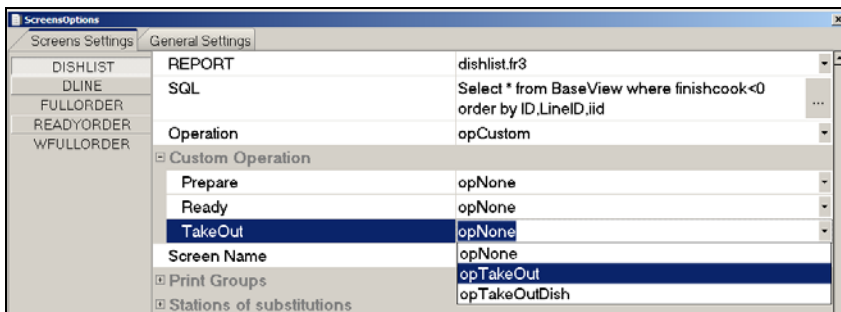 ScreensOptions
Screens Settings General Settings
DISHLIST
DLINE
FULLORDER
READYORDER
WFULLORDER
REPORT dishlist.fr3
SQL Select * from BaseView where finishcook<0
order by ID,LineID,iid ...
Operation opCustom
Custom Operation
Prepare opNone
Ready opNone
TakeOut opNone
Screen Name opNone
opTakeOut
Print Groups
opTakeOutDish
Stations of substitutions